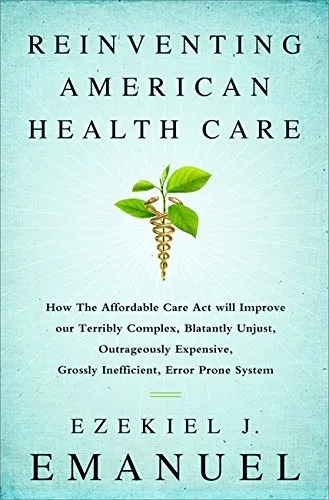 REINVENTING
AMERICAN
HEALTH CARE
How The Affordable Care Act will Improve
our Terribly Complex, Blatantly Unjust,
Outrageously Expensive,
Grossly Inefficient, Error Prone System
EZEKIEL J.
EMANUEL